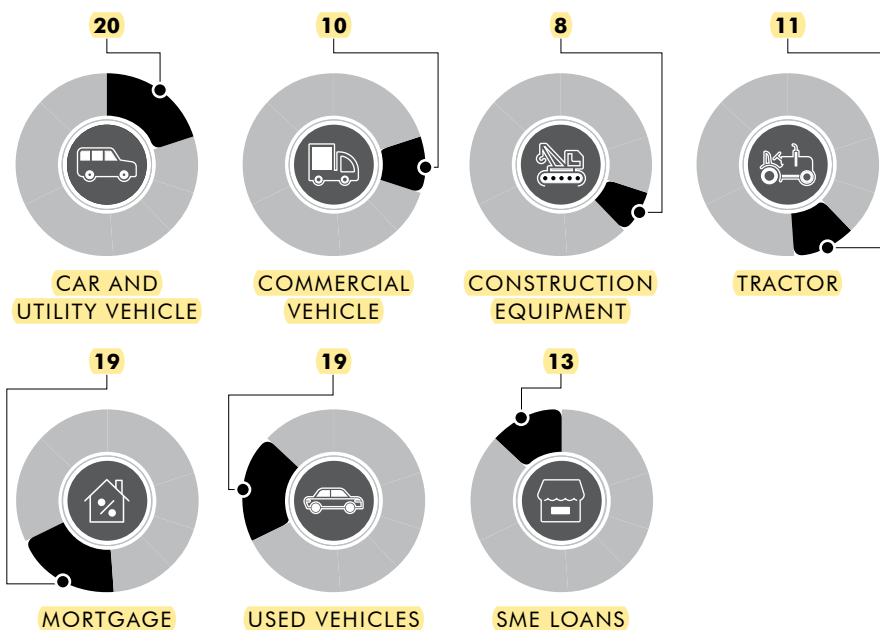 20
10
8
11
CAR AND
UTILITY VEHICLE
COMMERCIAL
VEHICLE
CONSTRUCTION
EQUIPMENT
TRACTOR
19
19
13
%
MORTGAGE
USED VEHICLES
SME LOANS